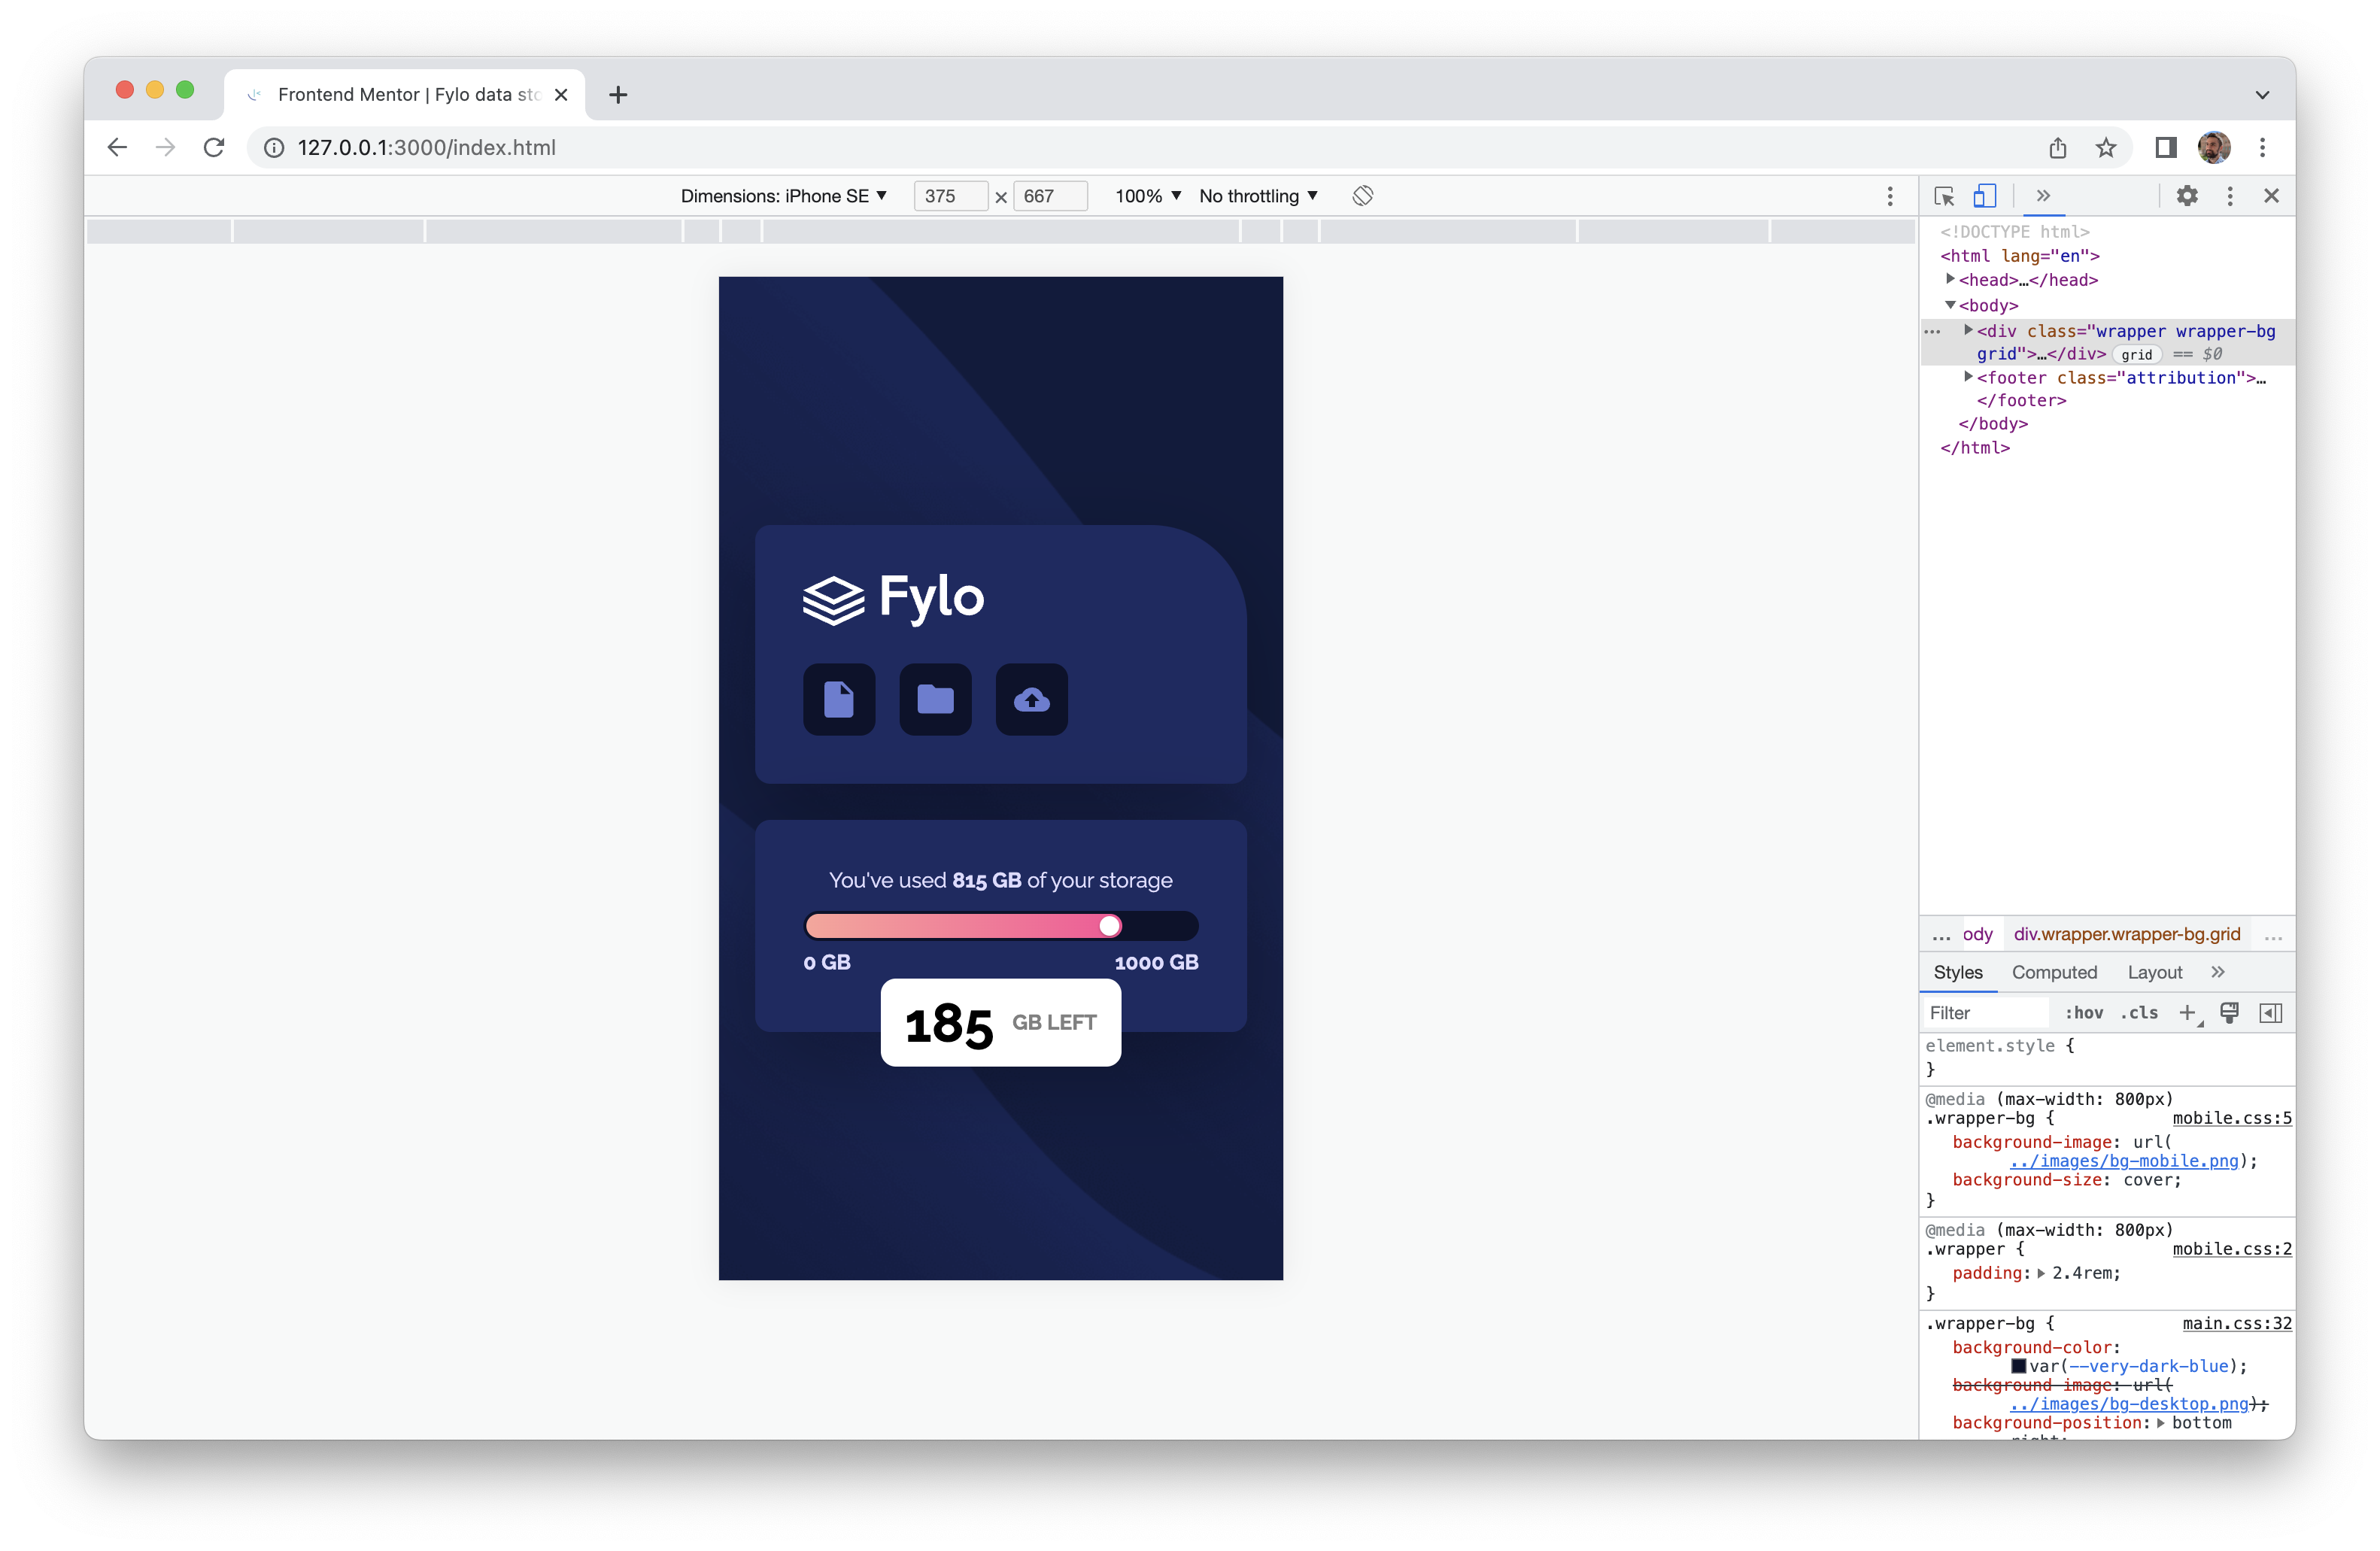 Frontend Mentor | Fylo data sto
127.0.0.1:3000/index.html
Dimensions: iPhone SE ▼ 375 × 667 100% ▼ No throttling ▼
<!DOCTYPE html>
<html lang="en">
<head>…</head>
<body>
<div class="wrapper wrapper-bg
grid">…</div> grid == $0
<footer class="attribution">…
</footer>
</body>
</html>
Fylo
You've used 815 GB of your storage
0 GB 1000 GB
185 GB LEFT
… ody div.wrapper.wrapper-bg.grid …
Styles Computed Layout »
Filter :hov .cls +
element.style {
}
@media (max-width: 800px)
.wrapper-bg { mobile.css:5
background-image: url(
../images/bg-mobile.png);
background-size: cover;
}
@media (max-width: 800px)
.wrapper { mobile.css:2
padding: 2.4rem;
}
.wrapper-bg { main.css:32
background-color:
var(--very-dark-blue);
background-image: url(
../images/bg-desktop.png);
background-position: bottom
right;